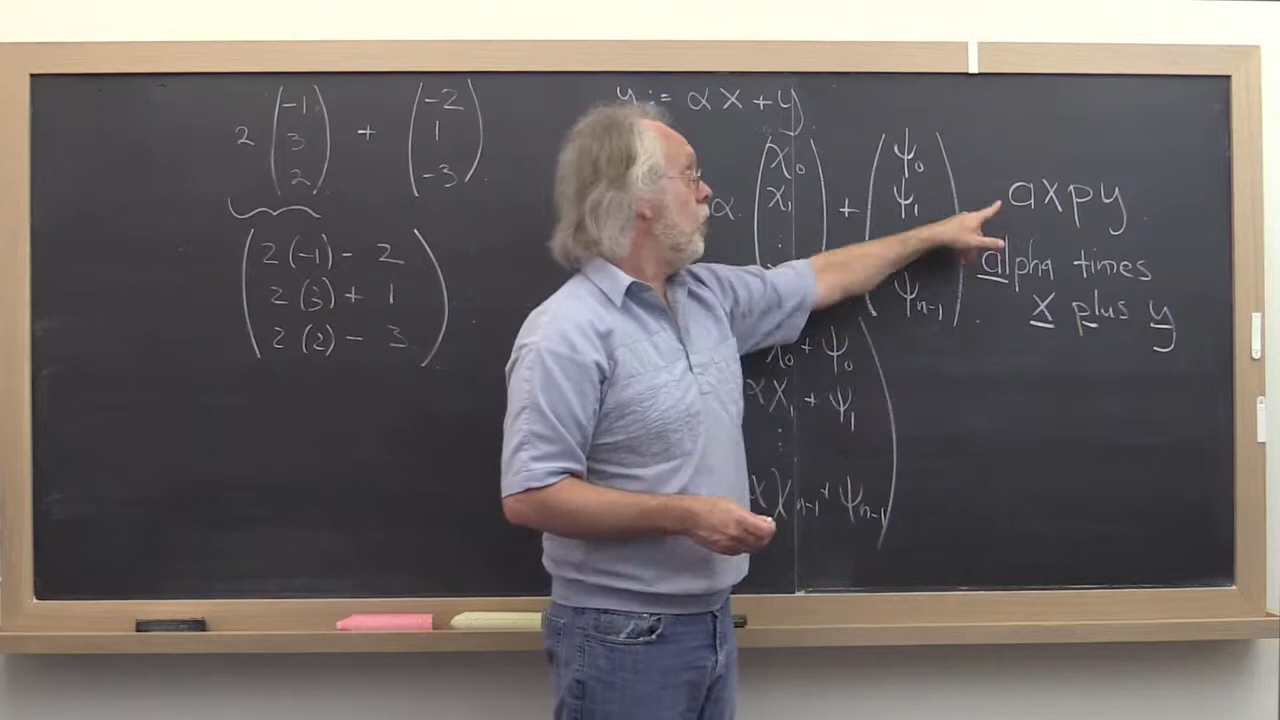 2 (-1 3 2) + (-2 1 -3)
2 (-1) - 2
2 (3) + 1
2 (2) - 3
y := αx + y
α (χ0 χ1 ⋮ ) + (ψ0 ψ1 ψn-1)
χ0 + ψ0
αχ1 + ψ1
⋮
αχn-1 + ψn-1
axpy
alpha times
x plus y